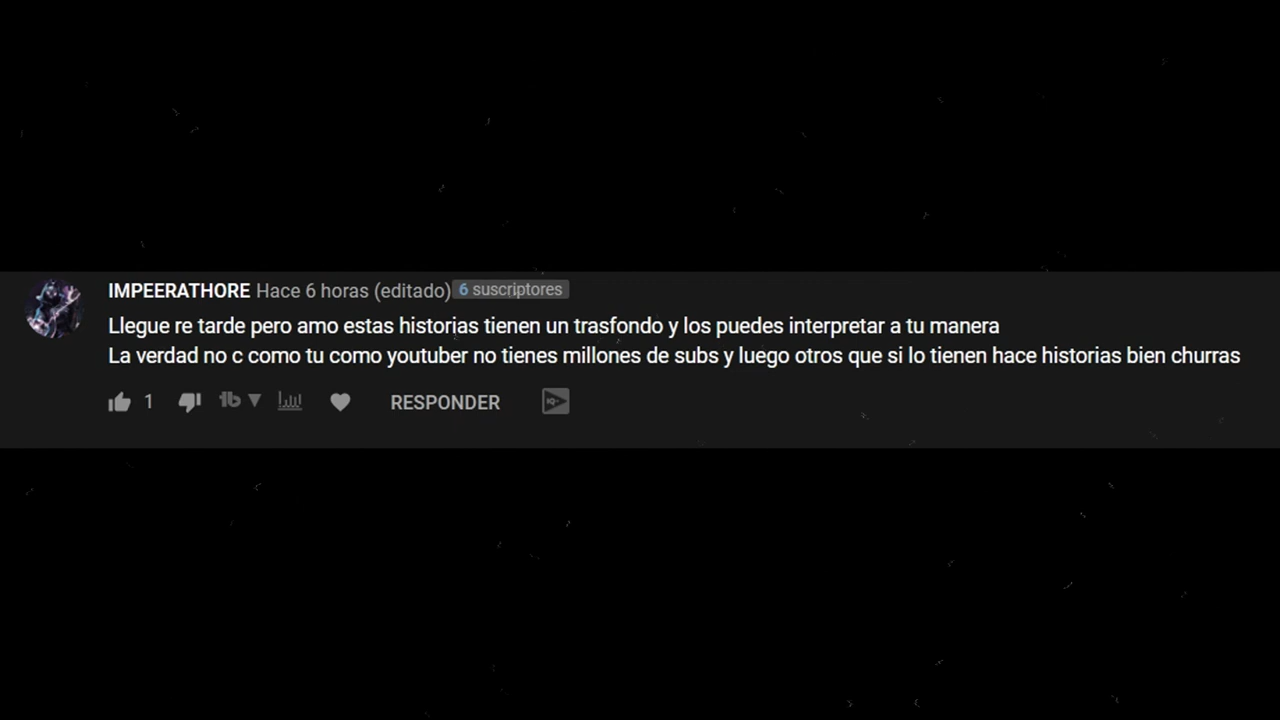 IMPEERATHORE Hace 6 horas (editado) 6 suscriptores
Llegue re tarde pero amo estas historias tienen un trasfondo y los puedes interpretar a tu manera
La verdad no c como tu como youtuber no tienes millones de subs y luego otros que si lo tienen hace historias bien churras
1 RESPONDER